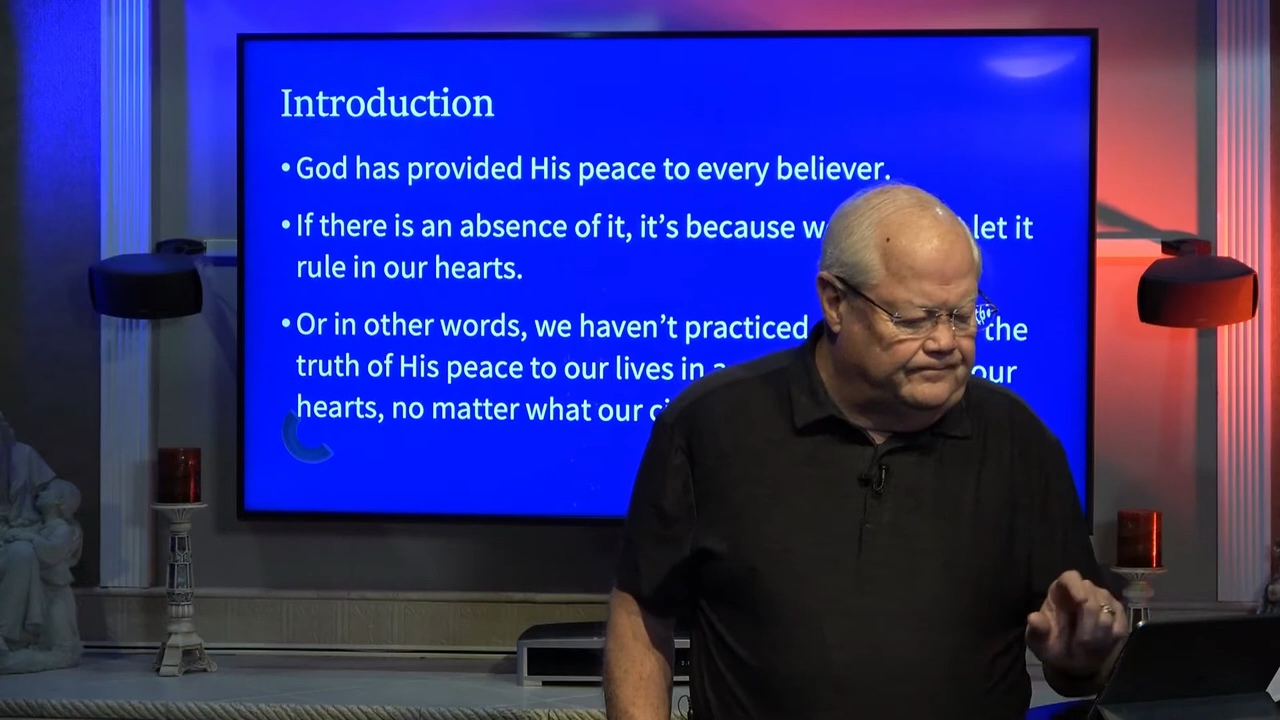 Introduction
• God has provided His peace to every believer.
• If there is an absence of it, it's because let it
rule in our hearts.
• Or in other words, we haven't practiced the
truth of His peace to our lives in our
hearts, no matter what our